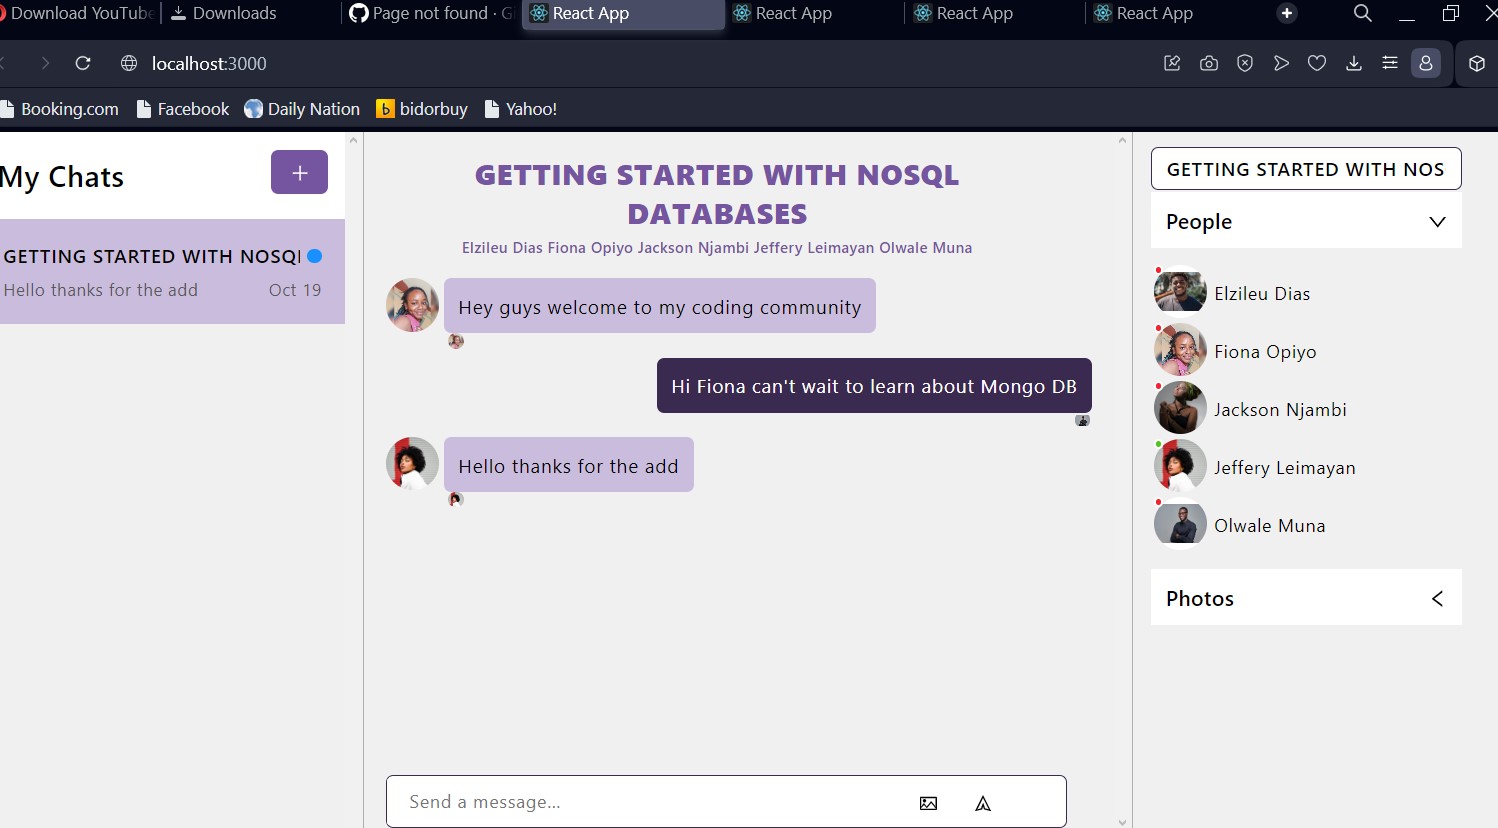 Download YouTube
Downloads
Page not found · G
React App
React App
React App
React App
localhost:3000
Booking.com
Facebook
Daily Nation
b bidorbuy
Yahoo!
My Chats
+
GETTING STARTED WITH NOSQL
Hello thanks for the add
Oct 19
GETTING STARTED WITH NOSQL
DATABASES
Elzileu Dias Fiona Opiyo Jackson Njambi Jeffery Leimayan Olwale Muna
Hey guys welcome to my coding community
Hi Fiona can't wait to learn about Mongo DB
Hello thanks for the add
Send a message...
GETTING STARTED WITH NOS
People
Elzileu Dias
Fiona Opiyo
Jackson Njambi
Jeffery Leimayan
Olwale Muna
Photos